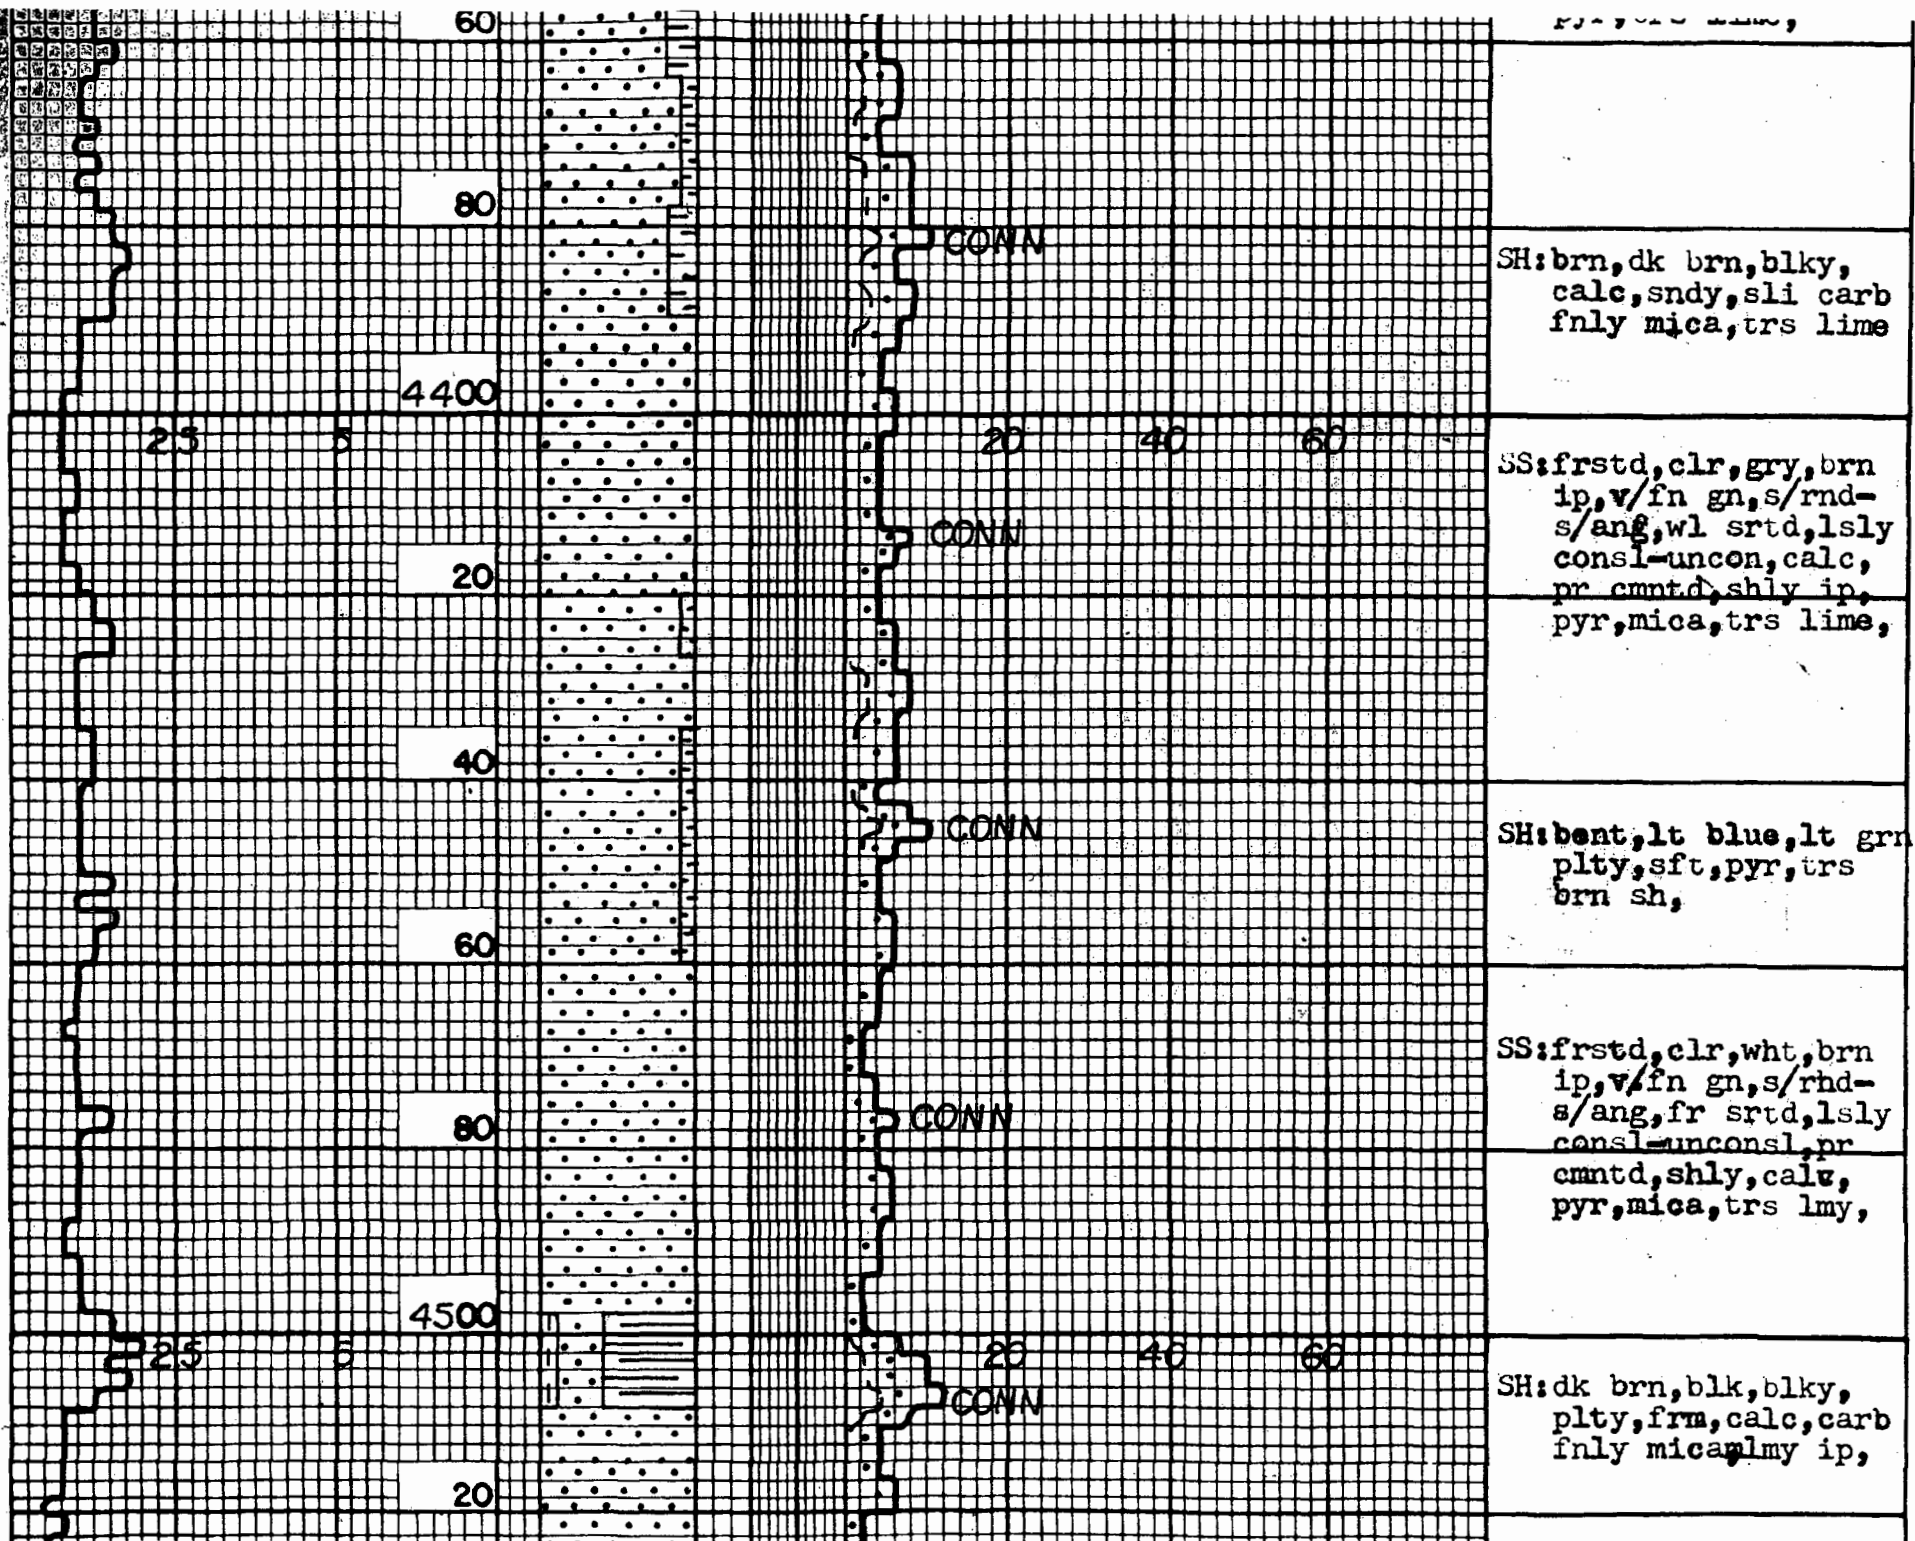 60
80
CONN
SH:brn,dk brn,blky,
calc,sndy,sli carb
fnly mica,trs lime
4400
25 5 20 40 60
SS:frstd,clr,gry,brn
ip,v/fn gn,s/rnd-
s/ang,wl srtd,lsly
consl-uncon,calc,
pr cmntd,shly ip,
pyr,mica,trs lime,
CONN
20
40
CONN
SH:bent,lt blue,lt grn
plty,sft,pyr,trs
brn sh,
60
SS:frstd,clr,wht,brn
ip,v/fn gn,s/rhd-
s/ang,fr srtd,lsly
consl-unconsl,pr
cmntd,shly,calc,
pyr,mica,trs lmy,
CONN
80
4500
25 5 20 40 60
CONN
SH:dk brn,blk,blky,
plty,frm,calc,carb
fnly mica,lmy ip,
20